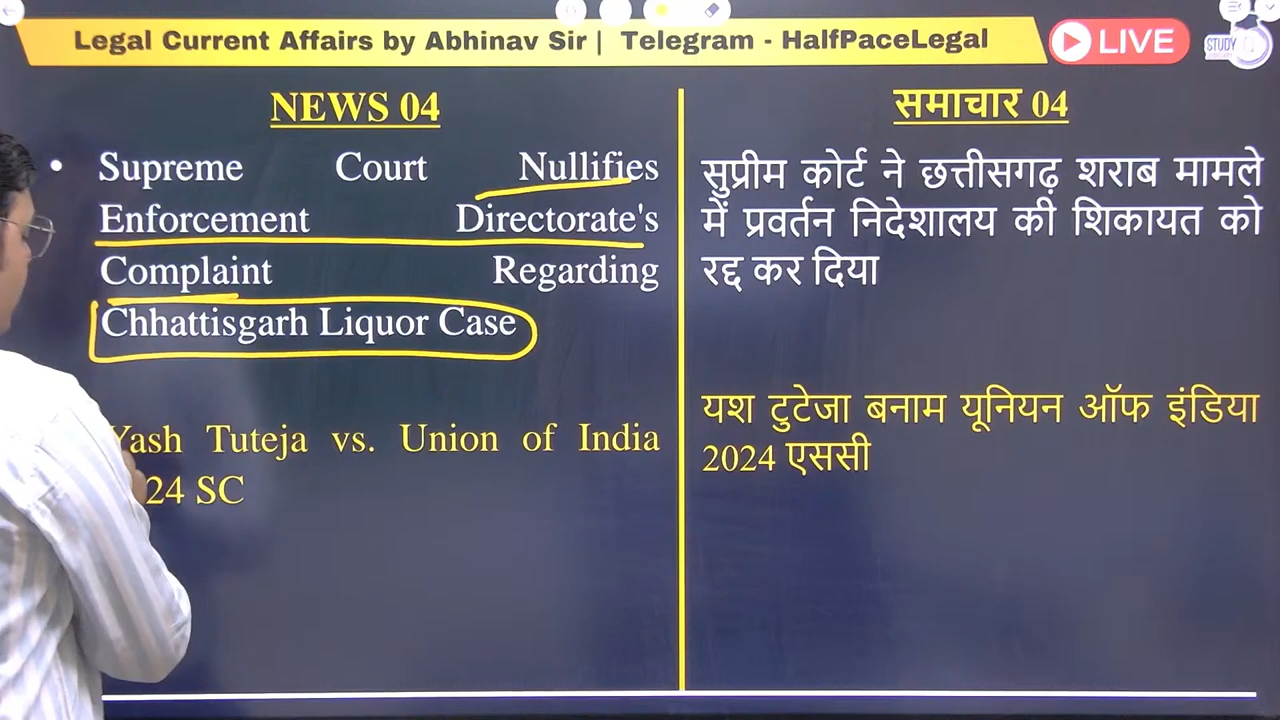 Legal Current Affairs by Abhinav Sir | Telegram - HalfPaceLegal
LIVE
STUDY
NEWS 04
• Supreme Court Nullifies
Enforcement Directorate's
Complaint Regarding
Chhattisgarh Liquor Case
Yash Tuteja vs. Union of India
24 SC
समाचार 04
सुप्रीम कोर्ट ने छत्तीसगढ़ शराब मामले
में प्रवर्तन निदेशालय की शिकायत को
रद्द कर दिया
यश टुटेजा बनाम यूनियन ऑफ इंडिया
2024 एससी